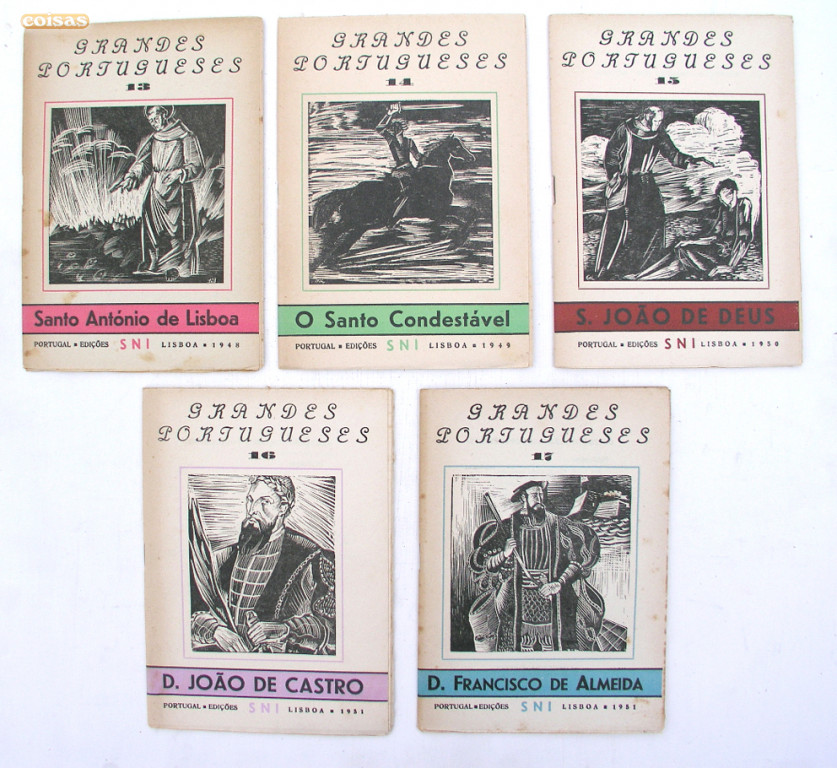 coisas
GRANDES
PORTUGUESES
13
Santo António de Lisboa
PORTUGAL ▪ EDIÇÕES SNI LISBOA ▪ 1948
GRANDES
PORTUGUESES
14
O Santo Condestável
PORTUGAL ▪ EDIÇÕES SNI LISBOA ▪ 1949
GRANDES
PORTUGUESES
15
S. JOÃO DE DEUS
PORTUGAL ▪ EDIÇÕES SNI LISBOA ▪ 1950
GRANDES
PORTUGUESES
16
D. JOÃO DE CASTRO
PORTUGAL ▪ EDIÇÕES SNI LISBOA ▪ 1951
GRANDES
PORTUGUESES
17
D. FRANCISCO DE ALMEIDA
PORTUGAL ▪ EDIÇÕES SNI LISBOA ▪ 1951